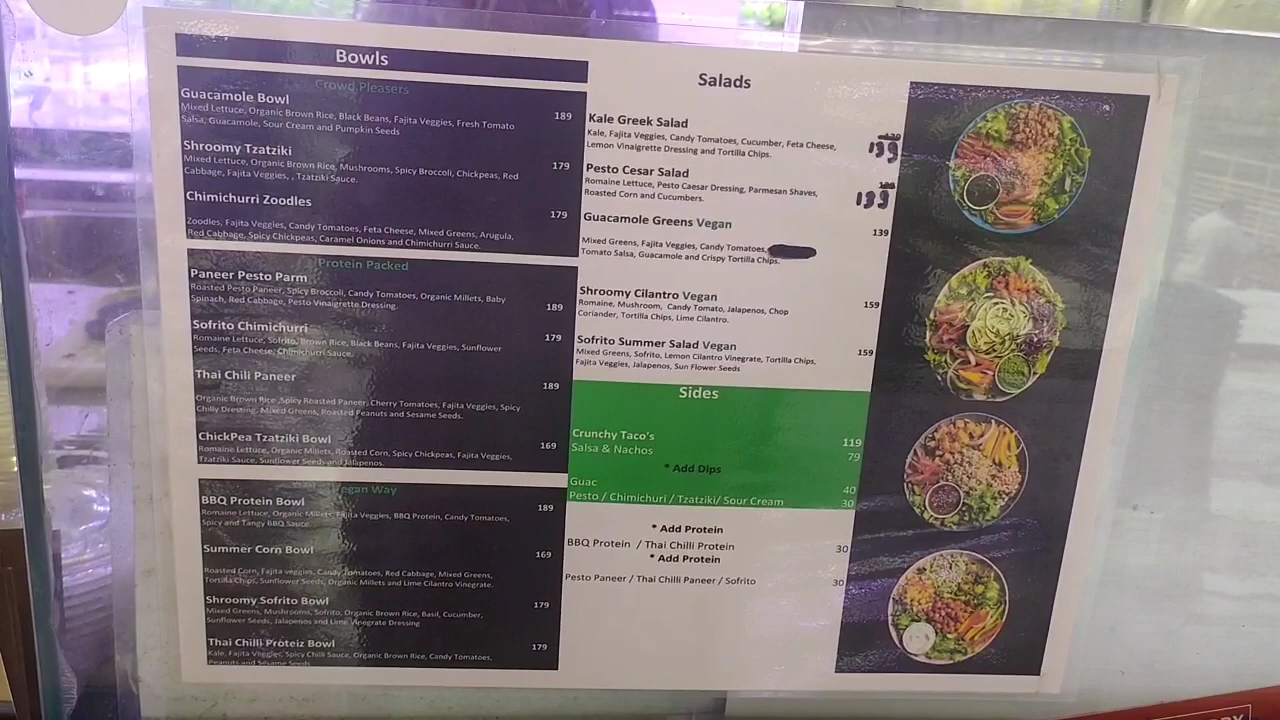 Bowls
Crowd Pleasers
Guacamole Bowl
189
Mixed Lettuce, Organic Brown Rice, Black Beans, Fajita Veggies, Fresh Tomato
Salsa, Guacamole, Sour Cream and Pumpkin Seeds
Shroomy Tzatziki
179
Mixed Lettuce, Organic Brown Rice, Mushrooms, Spicy Broccoli, Chickpeas, Red
Cabbage, Fajita Veggies, , Tzatziki Sauce.
Chimichurri Zoodles
179
Zoodles, Fajita Veggies, Candy Tomatoes, Feta Cheese, Mixed Greens, Arugula,
Red Cabbage, Spicy Chickpeas, Caramel Onions and Chimichurri Sauce.
Protein Packed
Paneer Pesto Parm
Roasted Pesto Paneer, Spicy Broccoli, Candy Tomatoes, Organic Millets, Baby
Spinach, Red Cabbage, Pesto Vinaigrette Dressing.
189
Sofrito Chimichurri
179
Romaine Lettuce, Sofrito, Brown Rice, Black Beans, Fajita Veggies, Sunflower
Seeds, Feta Cheese, Chimichurri Sauce.
Thai Chili Paneer
189
Organic Brown Rice ,Spicy Roasted Paneer, Cherry Tomatoes, Fajita Veggies, Spicy
Chilly Dressing, Mixed Greens, Roasted Peanuts and Sesame Seeds.
ChickPea Tzatziki Bowl
169
Romaine Lettuce, Organic Millets, Roasted Corn, Spicy Chickpeas, Fajita Veggies,
Tzatziki Sauce, Sunflower Seeds and Jalapenos.
Vegan Way
BBQ Protein Bowl
189
Romaine Lettuce, Organic Millets, Fajita Veggies, BBQ Protein, Candy Tomatoes,
Spicy and Tangy BBQ Sauce.
Summer Corn Bowl
169
Roasted Corn, Fajita veggies, Candy Tomatoes, Red Cabbage, Mixed Greens,
Tortilla Chips, Sunflower Seeds, Organic Millets and Lime Cilantro Vinegrate.
Shroomy Sofrito Bowl
179
Mixed Greens, Mushrooms, Sofrito, Organic Brown Rice, Basil, Cucumber,
Sunflower Seeds, Jalapenos and Lime Vinegrate Dressing
Thai Chilli Proteiz Bowl
179
Kale, Fajita Veggies, Spicy Chili Sauce, Organic Brown Rice, Candy Tomatoes,
Peanuts and Sesame Seeds
Salads
Kale Greek Salad
Kale, Fajita Veggies, Candy Tomatoes, Cucumber, Feta Cheese,
Lemon Vinaigrette Dressing and Tortilla Chips.
199
Pesto Cesar Salad
Romaine Lettuce, Pesto Caesar Dressing, Parmesan Shaves,
Roasted Corn and Cucumbers.
199
Guacamole Greens Vegan
139
Mixed Greens, Fajita Veggies, Candy Tomatoes,
Tomato Salsa, Guacamole and Crispy Tortilla Chips.
Shroomy Cilantro Vegan
159
Romaine, Mushroom, Candy Tomato, Jalapenos, Chop
Coriander, Tortilla Chips, Lime Cilantro.
Sofrito Summer Salad Vegan
159
Mixed Greens, Sofrito, Lemon Cilantro Vinegrate, Tortilla Chips,
Fajita Veggies, Jalapenos, Sun Flower Seeds
Sides
Crunchy Taco's 119
Salsa & Nachos 79
* Add Dips
Guac 40
Pesto / Chimichuri / Tzatziki/ Sour Cream 30
* Add Protein
BBQ Protein / Thai Chilli Protein 30
* Add Protein
Pesto Paneer / Thai Chilli Paneer / Sofrito 30